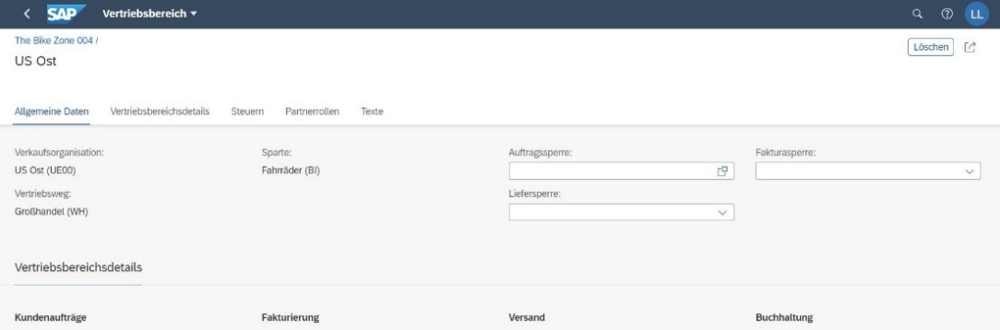 SAP Vertriebsbereich
LL
The Bike Zone 004 /
US Ost
Löschen
Allgemeine Daten Vertriebsbereichsdetails Steuern Partnerrollen Texte
Verkaufsorganisation: Sparte: Auftragssperre: Fakturasperre:
US Ost (UE00) Fahrräder (BI)
Vertriebsweg: Liefersperre:
Großhandel (WH)
Vertriebsbereichsdetails
Kundenaufträge Fakturierung Versand Buchhaltung